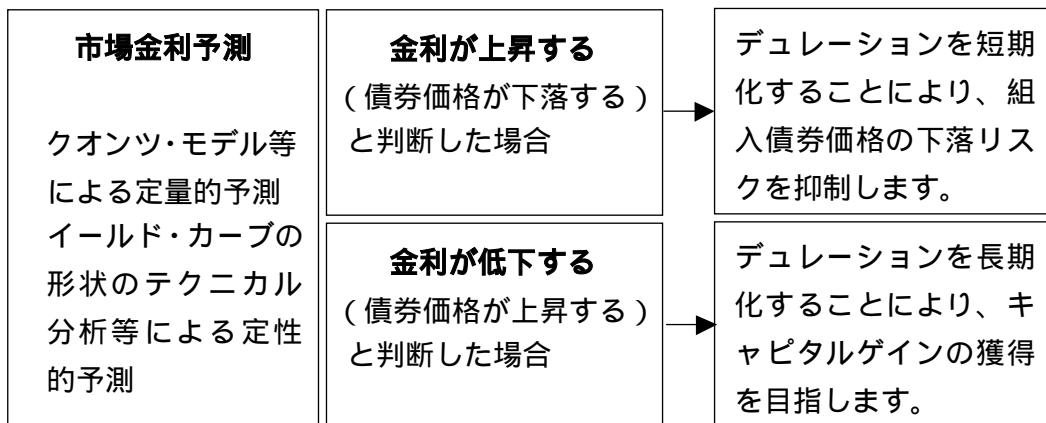 市場金利予測
クオンツ・モデル等
による定量的予測
イールド・カーブの
形状のテクニカル
分析等による定性
的予測
金利が上昇する
（債券価格が下落する）
と判断した場合
デュレーションを短期
化することにより、組
入債券価格の下落リス
クを抑制します。
金利が低下する
（債券価格が上昇する）
と判断した場合
デュレーションを長期
化することにより、キ
ャピタルゲインの獲得
を目指します。